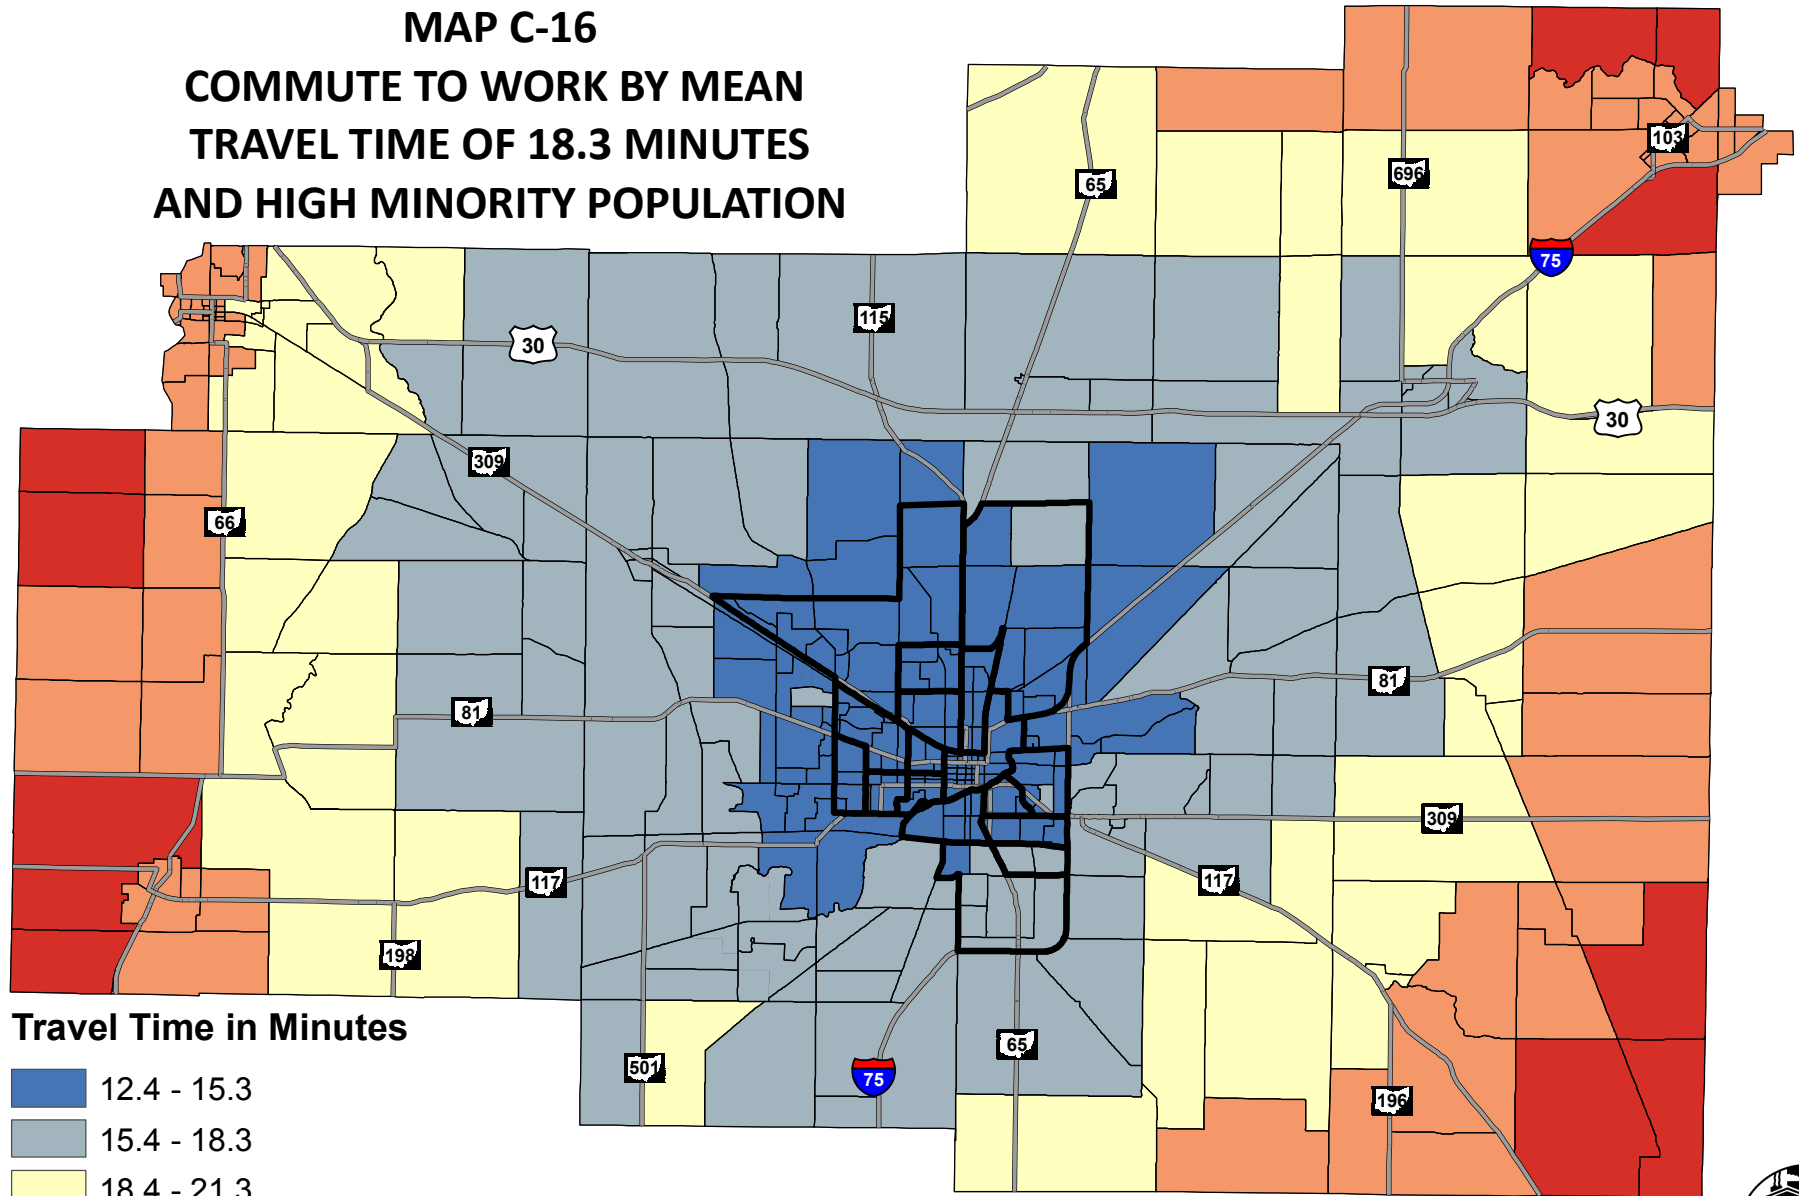 MAP C-16
COMMUTE TO WORK BY MEAN
TRAVEL TIME OF 18.3 MINUTES
AND HIGH MINORITY POPULATION
103
696
65
75
115
30
30
309
66
81
81
309
117
117
198
65
501
75
196
Travel Time in Minutes
12.4 - 15.3
15.4 - 18.3
18.4 - 21.3